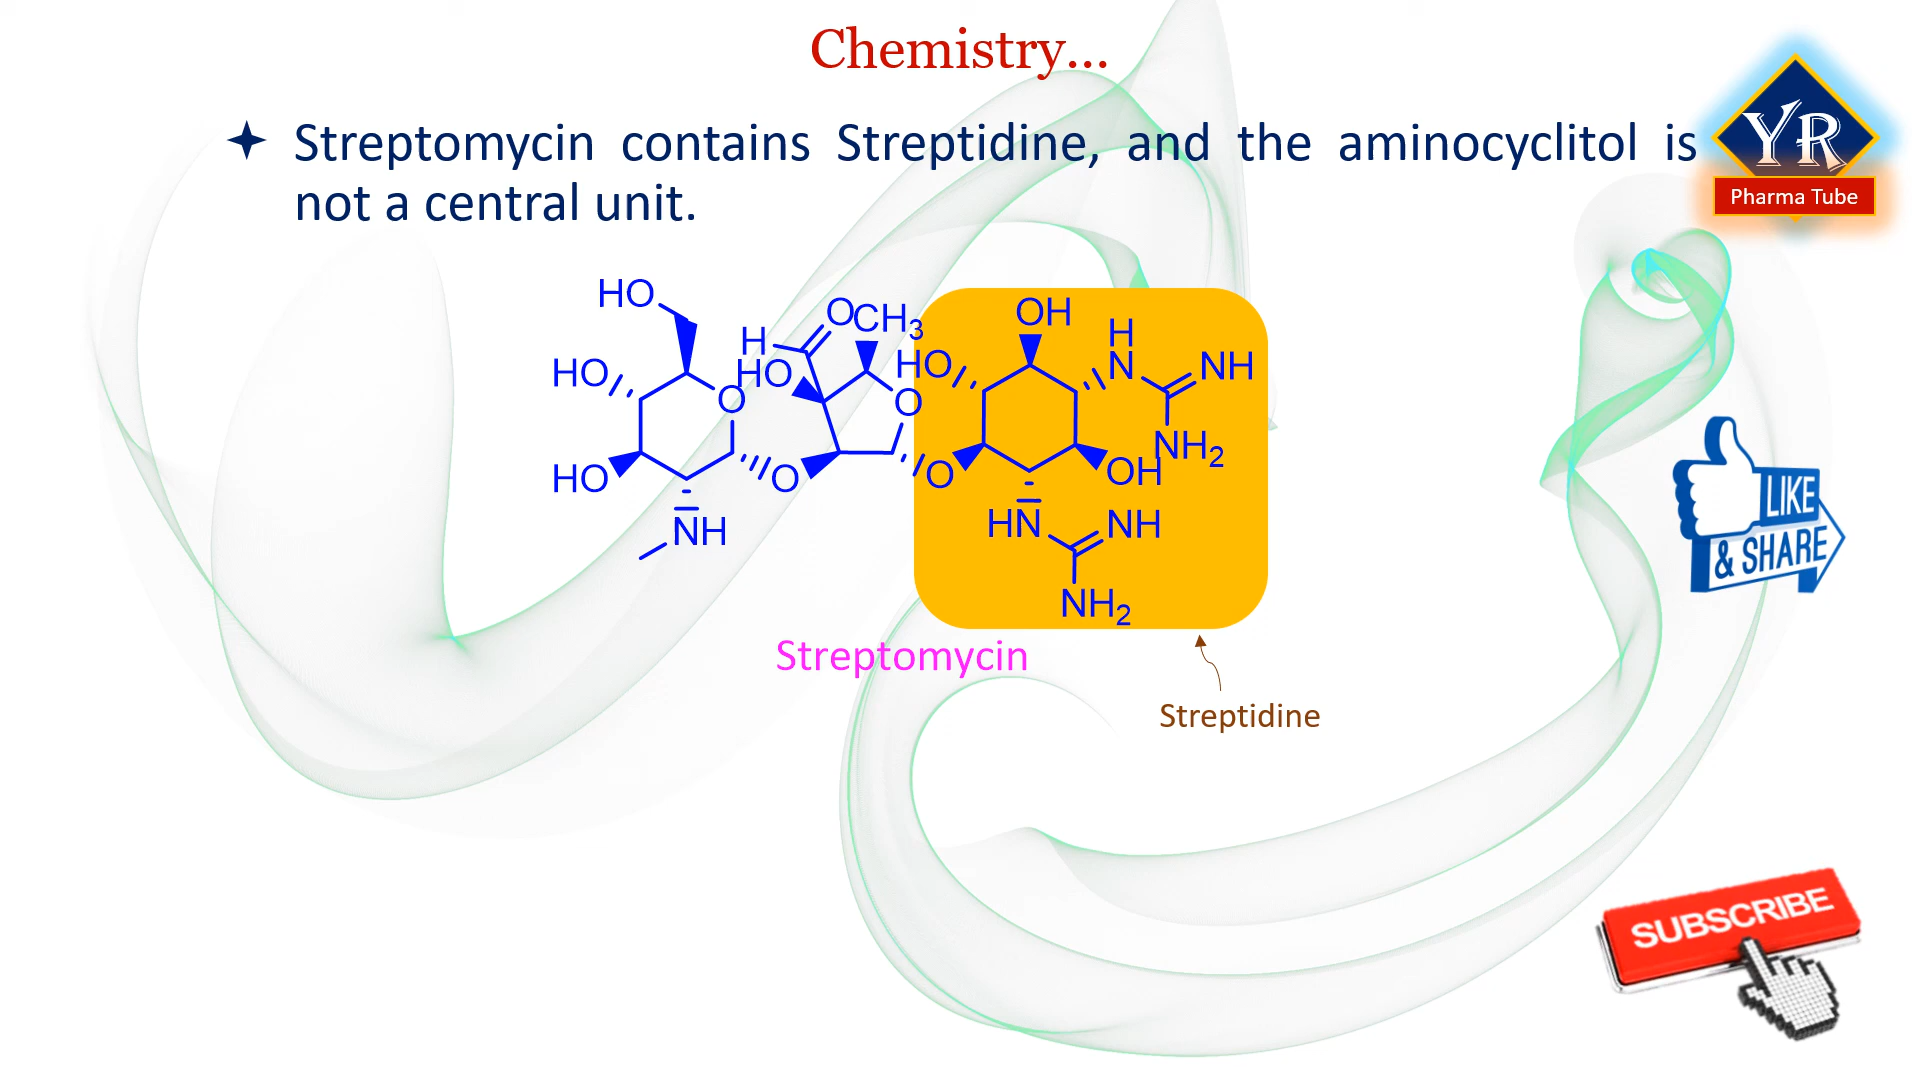 Chemistry...
YR
Pharma Tube
✦ Streptomycin contains Streptidine, and the aminocyclitol is
not a central unit.
HO
HO
HO
O
NH
O
H
O
HO
CH3
O
O
HO
OH
H
N
NH
NH2
OH
HN
NH
NH2
Streptomycin
Streptidine
LIKE
& SHARE
SUBSCRIBE